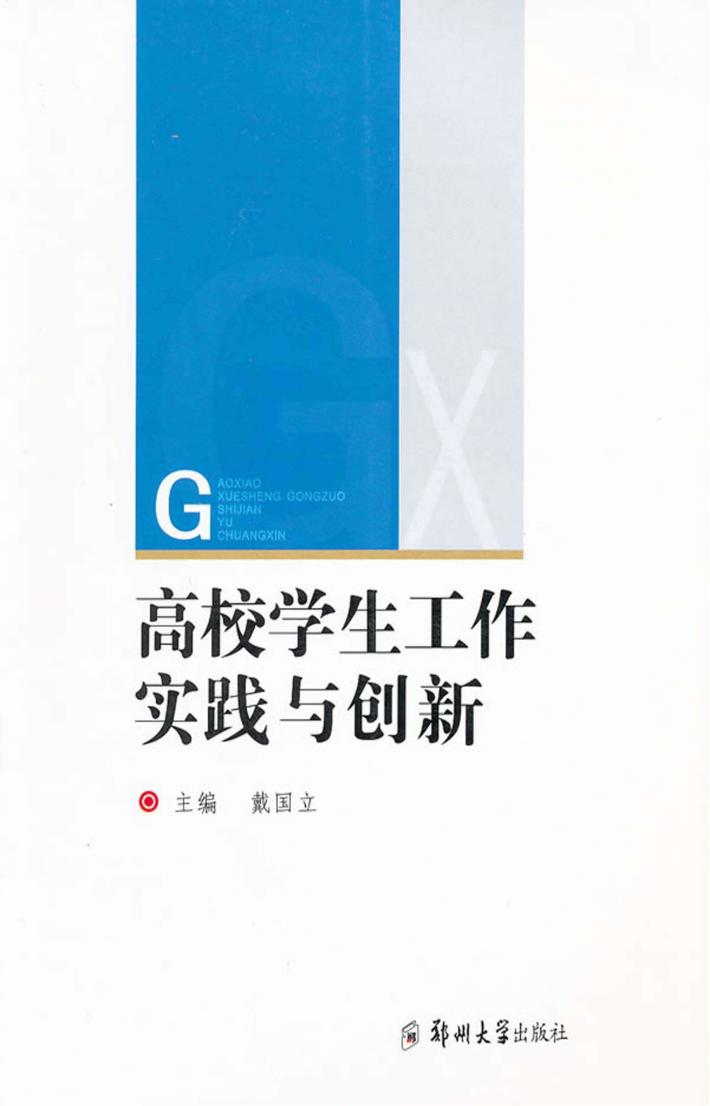 G X
G AOXIAO
XUESHENG GONGZUO
SHIJIAN
YU
CHUANGXIN
高校学生工作
实践与创新
主编 戴国立
郑州大学出版社